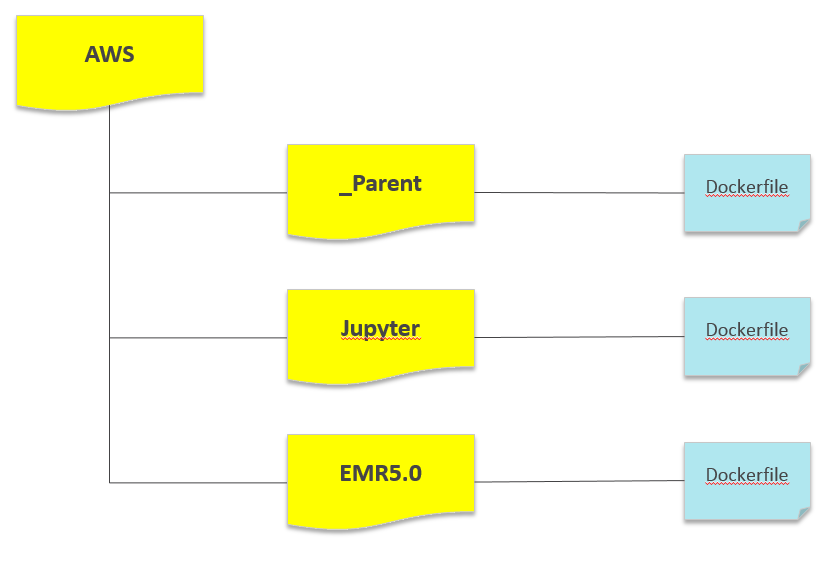 AWS
_Parent
Dockerfile
Jupyter
Dockerfile
EMR5.0
Dockerfile